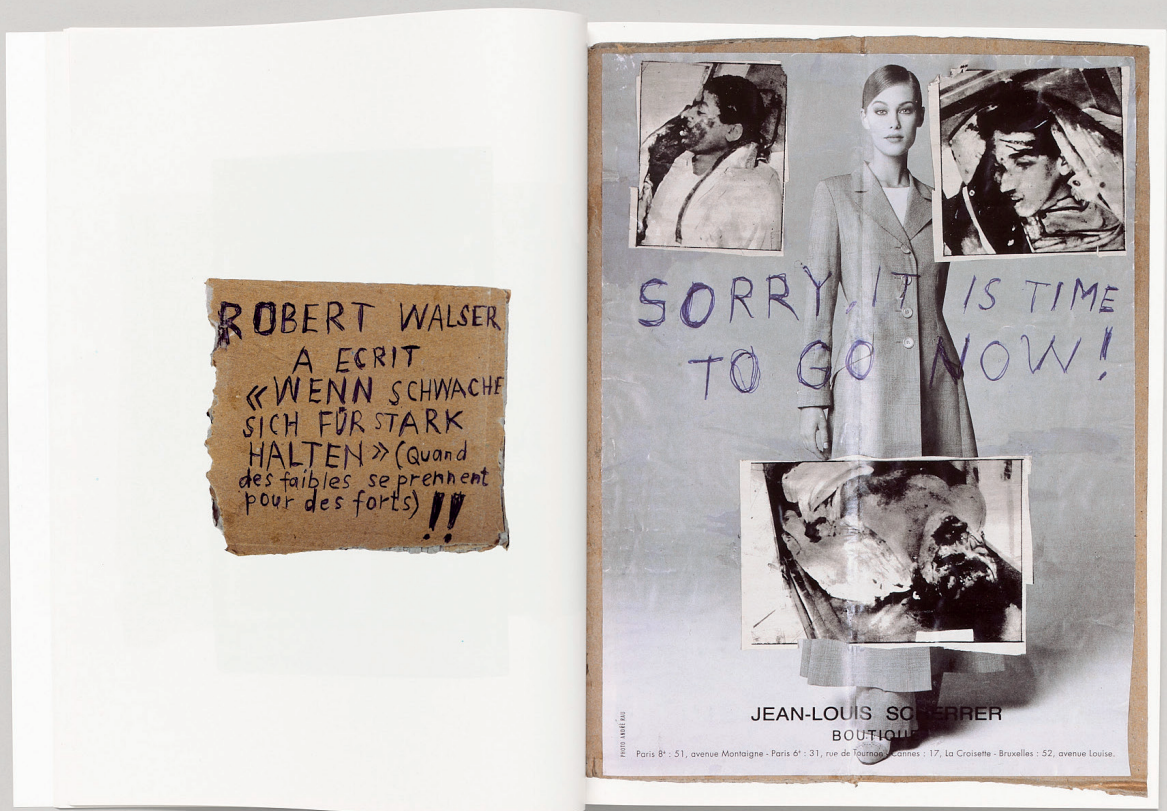 ROBERT WALSER
A ECRIT
«WENN SCHWACHE
SICH FÜR STARK
HALTEN» (Quand
des faibles se prennent
pour des forts)!!
SORRY, IT IS TIME
TO GO NOW!
JEAN-LOUIS SCHERRER
BOUTIQUE
PHOTO ANDRÉ RAU
Paris 8e : 51, avenue Montaigne - Paris 6e : 31, rue de Tournon - Cannes : 17, La Croisette - Bruxelles : 52, avenue Louise.